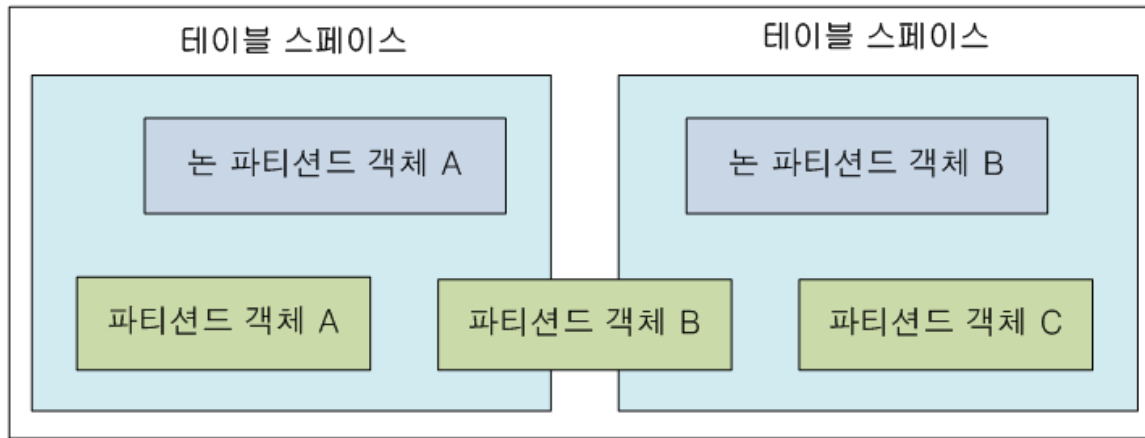 테이블 스페이스
테이블 스페이스
논 파티션드 객체 A
논 파티션드 객체 B
파티션드 객체 A
파티션드 객체 B
파티션드 객체 C